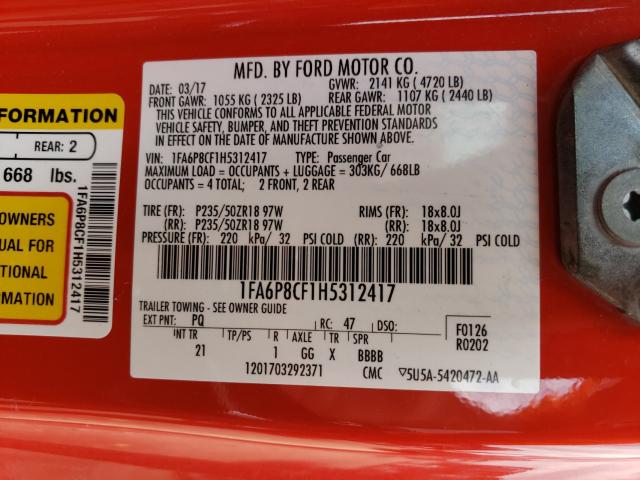 FORMATION
REAR: 2
668 lbs.
OWNERS
UAL FOR
TIONAL
ORMATION
1FA6P8CF1H5312417
MFD. BY FORD MOTOR CO.
DATE: 03/17 GVWR: 2141 KG (4720 LB)
FRONT GAWR: 1055 KG (2325 LB) REAR GAWR: 1107 KG (2440 LB)
THIS VEHICLE CONFORMS TO ALL APPLICABLE FEDERAL MOTOR
VEHICLE SAFETY, BUMPER, AND THEFT PREVENTION STANDARDS
IN EFFECT ON THE DATE OF MANUFACTURE SHOWN ABOVE.
VIN: 1FA6P8CF1H5312417 TYPE: Passenger Car
MAXIMUM LOAD = OCCUPANTS + LUGGAGE = 303KG/ 668LB
OCCUPANTS = 4 TOTAL; 2 FRONT, 2 REAR
TIRE (FR): P235/50ZR18 97W RIMS (FR): 18x8.0J
(RR): P235/50ZR18 97W (RR): 18x8.0J
PRESSURE (FR): 220 kPa/ 32 PSI COLD (RR): 220 kPa/ 32 PSI COLD
1FA6P8CF1H5312417
TRAILER TOWING - SEE OWNER GUIDE
EXT PNT: PQ RC: 47 DSO: F0126
INT TR TP/PS R AXLE TR SPR R0202
21 1 GG X BBBB
1201703292371 CMC ▽5U5A-5420472-AA